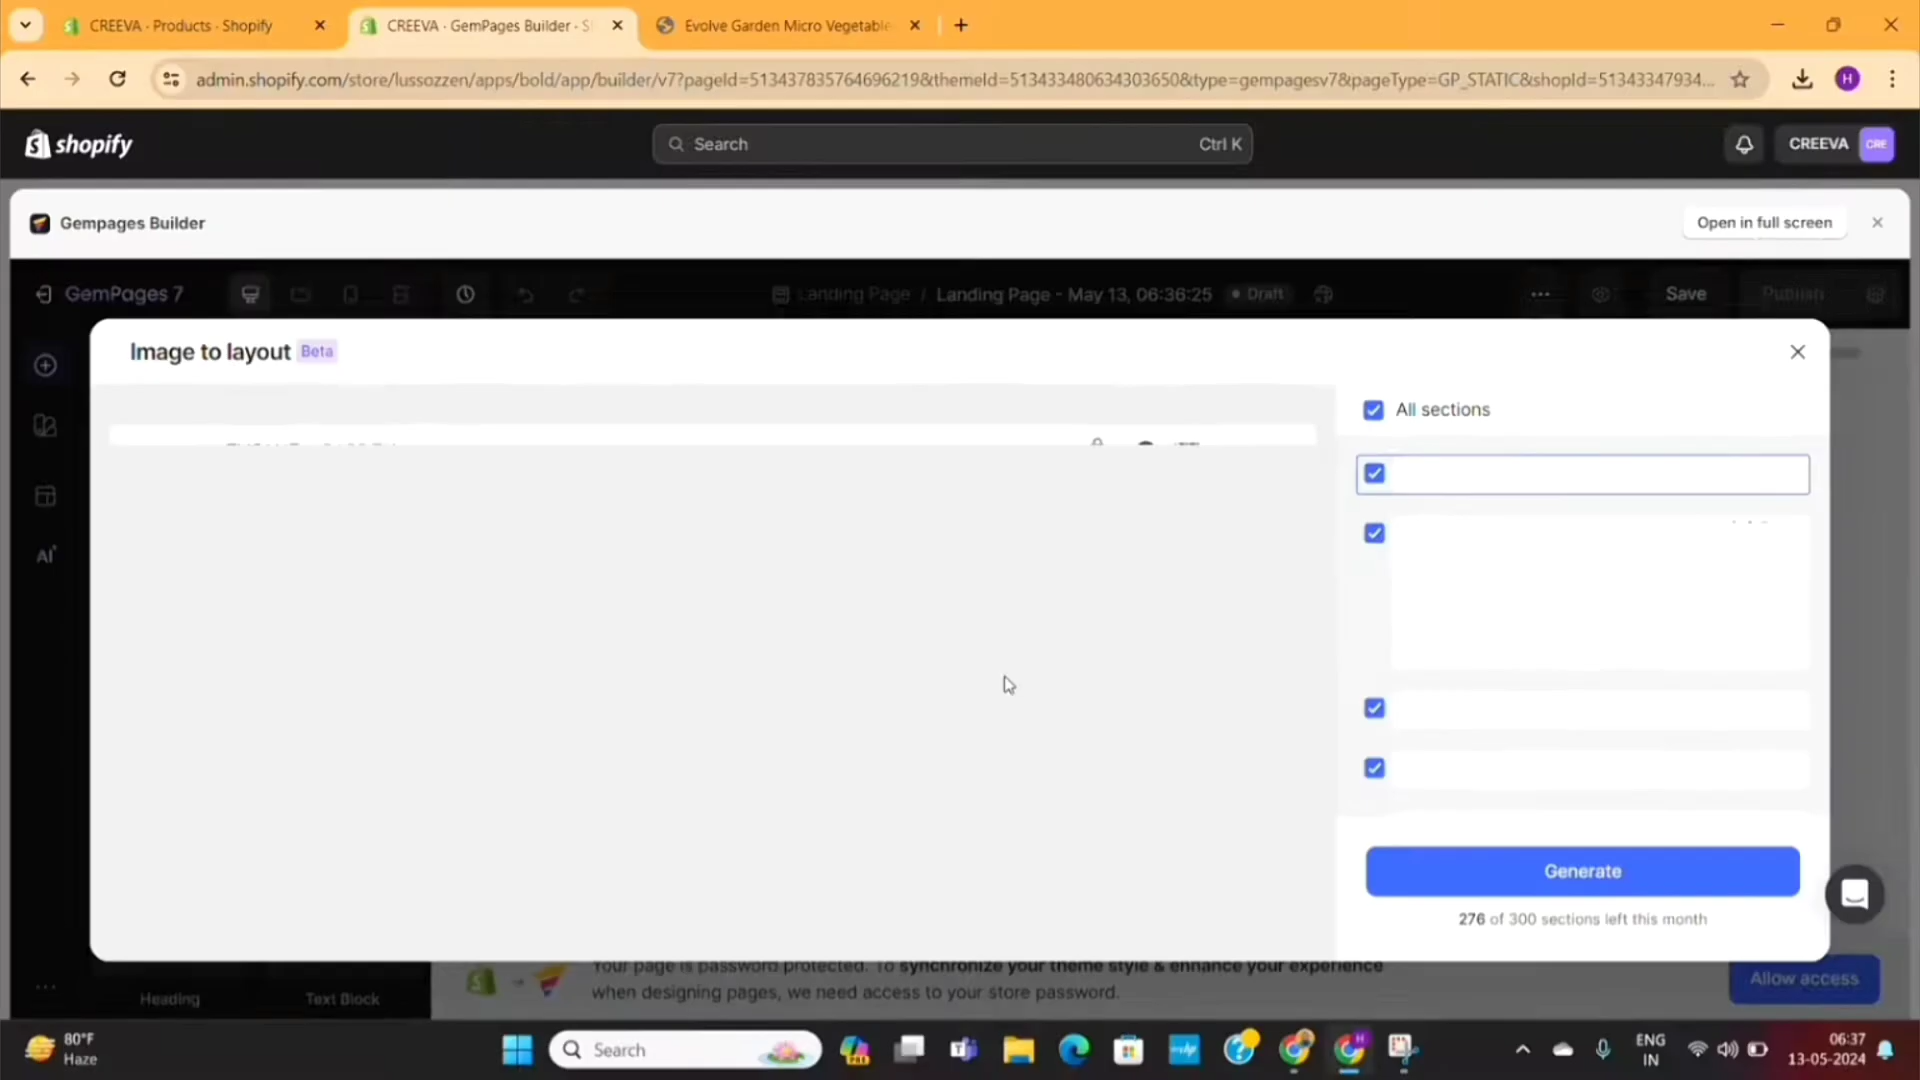 CREEVA · Products · Shopify
CREEVA · GemPages Builder · S
Evolve Garden Micro Vegetable
admin.shopify.com/store/lussozzen/apps/bold/app/builder/v7?pageId=513437835764696219&themeId=513433480634303650&type=gempagesv7&pageType=GP_STATIC&shopId=51343347934...
H
shopify
Search
Ctrl K
CREEVA
CRE
Gempages Builder
Open in full screen
GemPages 7
Landing Page / Landing Page - May 13, 06:36:25
Draft
Save
Publish
Image to layout
Beta
All sections
AI
Generate
276 of 300 sections left this month
Your page is password protected. To synchronize your theme style & enhance your experience
when designing pages, we need access to your store password.
Allow access
Heading
Text Block
80°F
Haze
Search
ENG
IN
06:37
13-05-2024